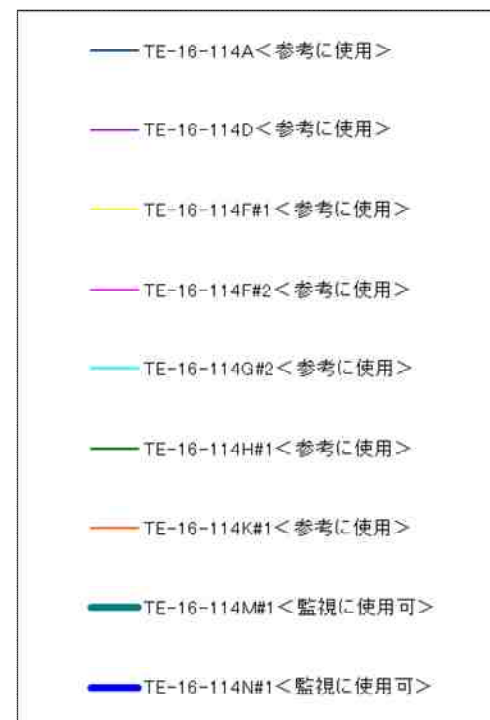 TE-16-114A<参考に使用>
TE-16-114D<参考に使用>
TE-16-114F#1<参考に使用>
TE-16-114F#2<参考に使用>
TE-16-114G#2<参考に使用>
TE-16-114H#1<参考に使用>
TE-16-114K#1<参考に使用>
TE-16-114M#1<監視に使用可>
TE-16-114N#1<監視に使用可>